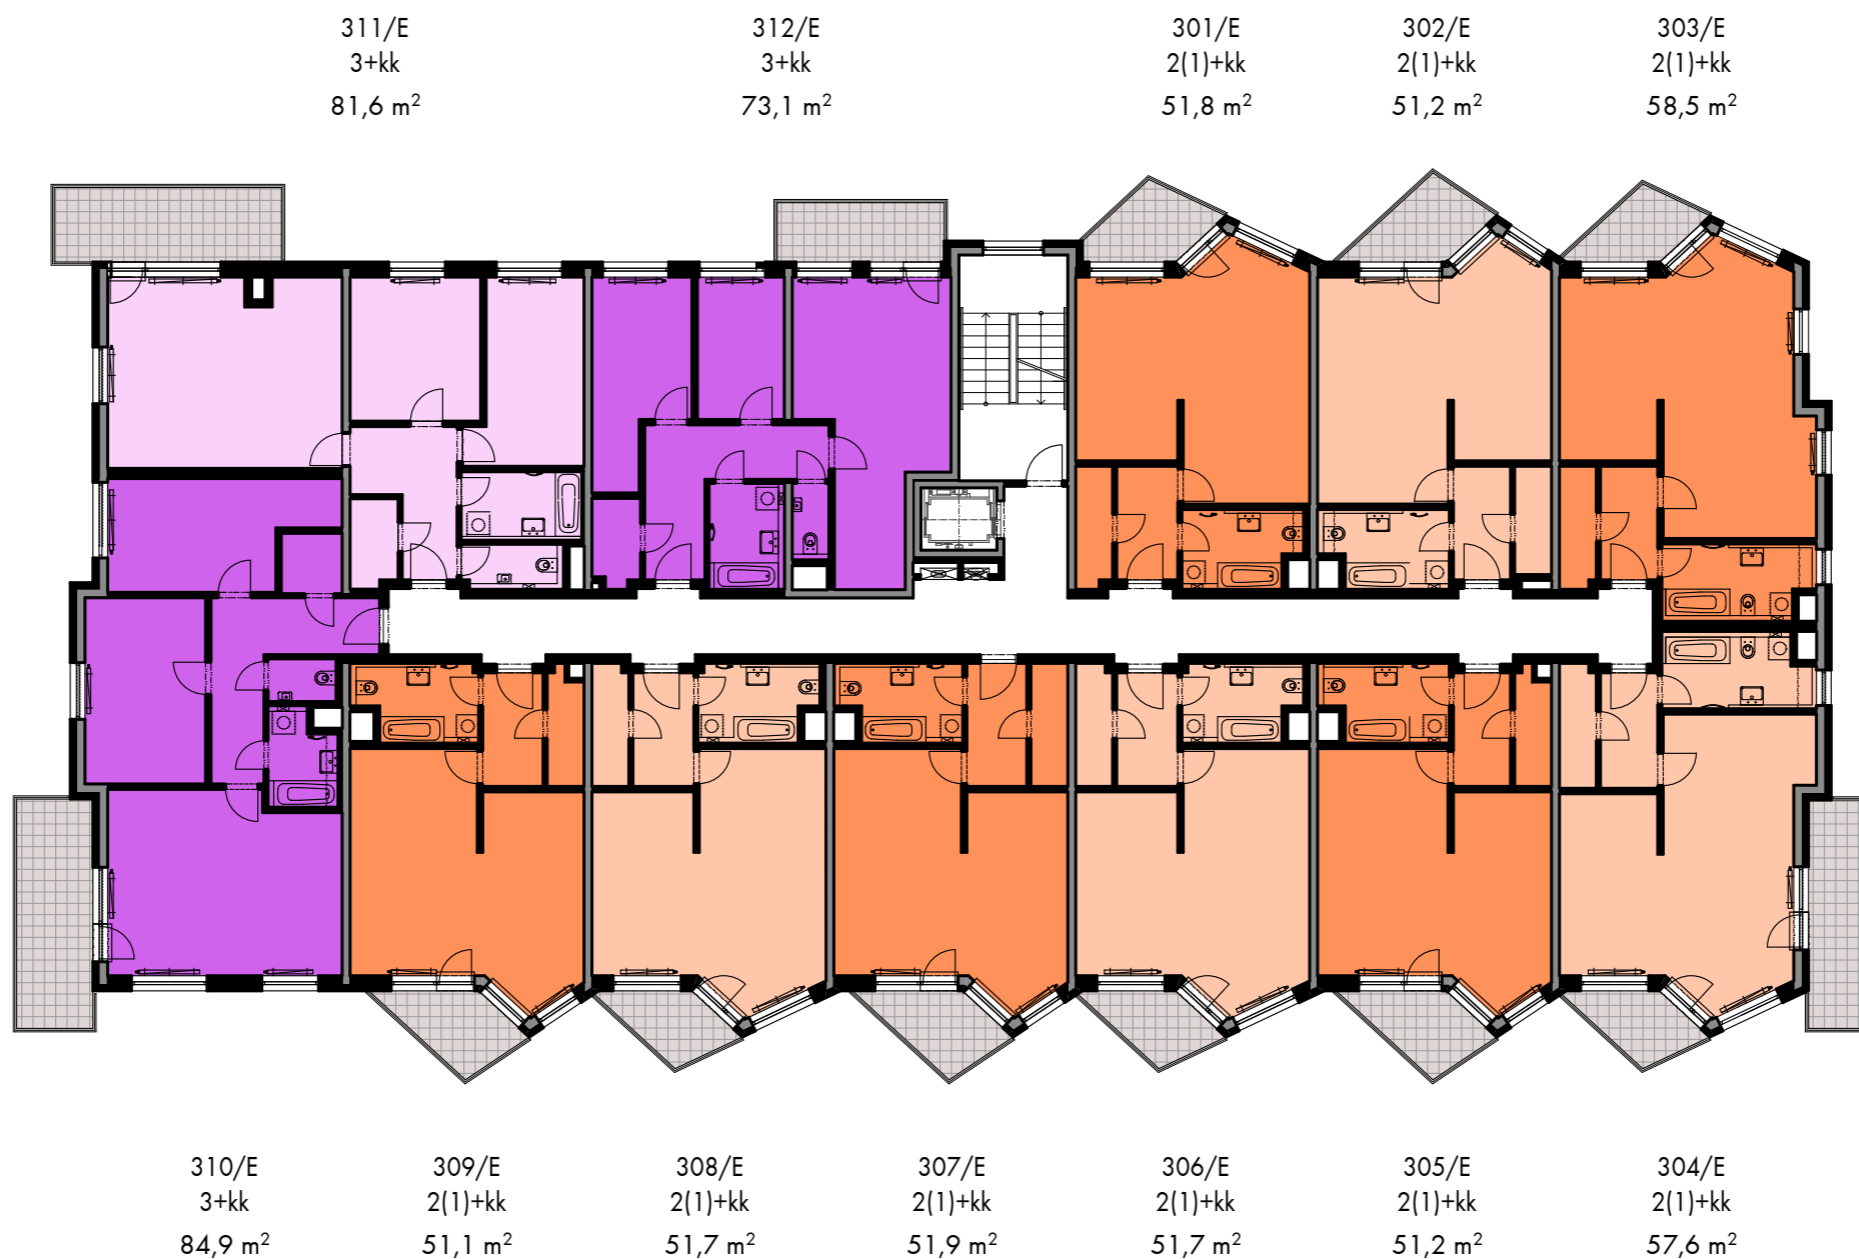 311/E
3+kk
81,6 m²
312/E
3+kk
73,1 m²
301/E
2(1)+kk
51,8 m²
302/E
2(1)+kk
51,2 m²
303/E
2(1)+kk
58,5 m²
310/E
3+kk
84,9 m²
309/E
2(1)+kk
51,1 m²
308/E
2(1)+kk
51,7 m²
307/E
2(1)+kk
51,9 m²
306/E
2(1)+kk
51,7 m²
305/E
2(1)+kk
51,2 m²
304/E
2(1)+kk
57,6 m²